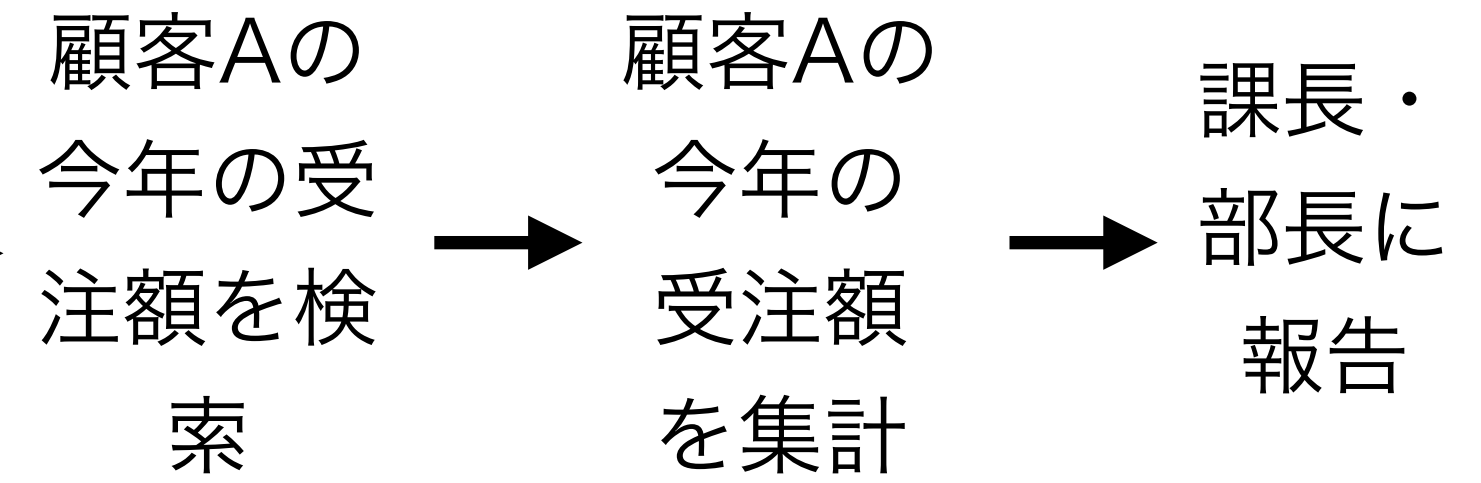 顧客Aの
今年の受
注額を検
索
顧客Aの
今年の
受注額
を集計
課長・
部長に
報告